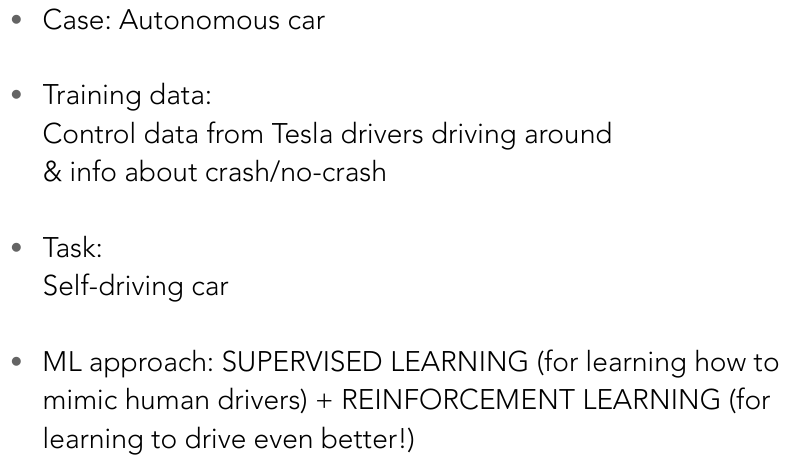 • Case: Autonomous car
• Training data:
Control data from Tesla drivers driving around
& info about crash/no-crash
• Task:
Self-driving car
• ML approach: SUPERVISED LEARNING (for learning how to
mimic human drivers) + REINFORCEMENT LEARNING (for
learning to drive even better!)